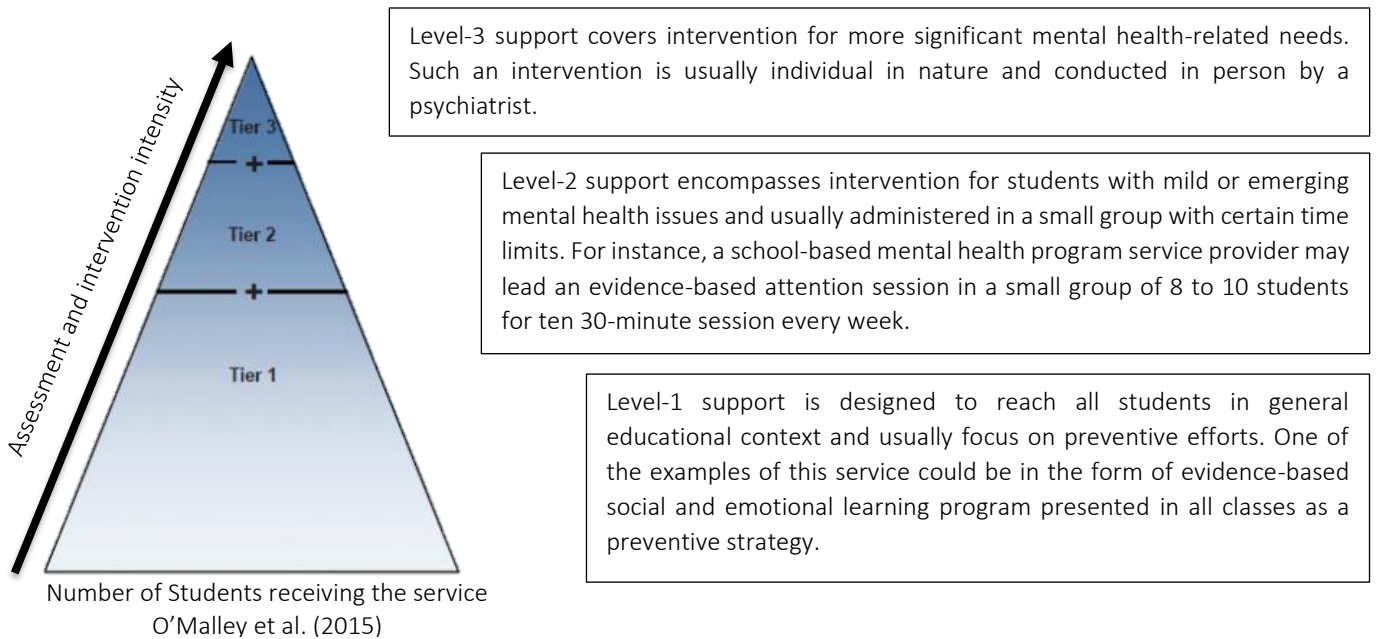 Level-3 support covers intervention for more significant mental health-related needs.
Such an intervention is usually individual in nature and conducted in person by a
psychiatrist.
Level-2 support encompasses intervention for students with mild or emerging
mental health issues and usually administered in a small group with certain time
limits. For instance, a school-based mental health program service provider may
lead an evidence-based attention session in a small group of 8 to 10 students
for ten 30-minute session every week.
Level-1 support is designed to reach all students in general
educational context and usually focus on preventive efforts. One of
the examples of this service could be in the form of evidence-based
social and emotional learning program presented in all classes as a
preventive strategy.
Assessment and intervention intensity
Tier 3
+
Tier 2
+
Tier 1
Number of Students receiving the service
O’Malley et al. (2015)